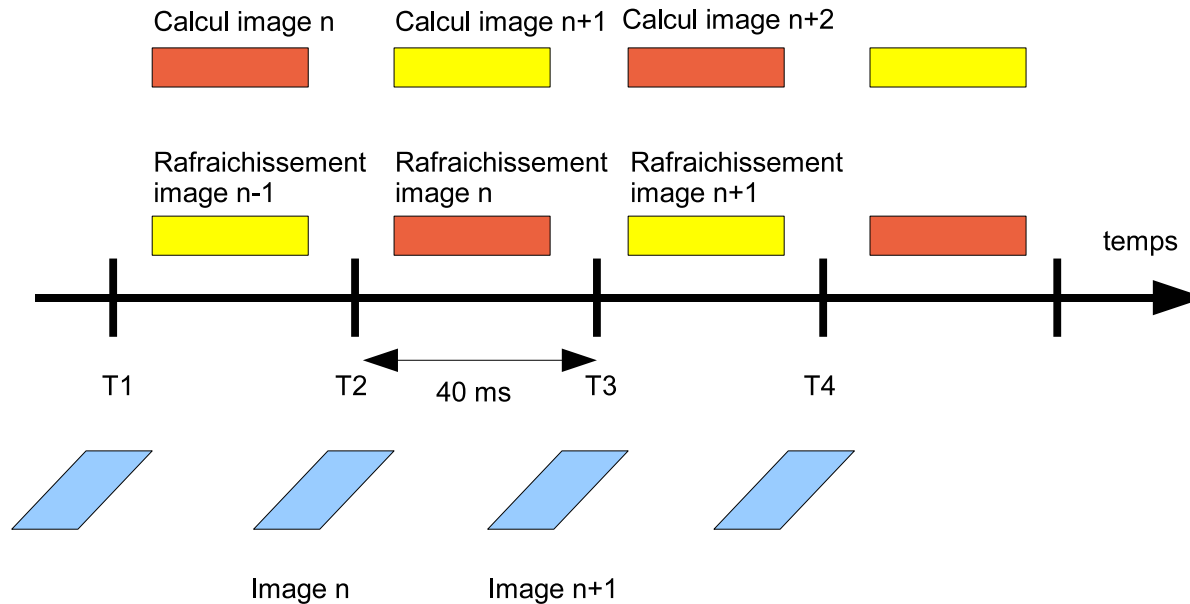 Calcul image n
Calcul image n+1
Calcul image n+2
Rafraichissement
image n-1
Rafraichissement
image n
Rafraichissement
image n+1
temps
T1
T2
40 ms
T3
T4
Image n
Image n+1